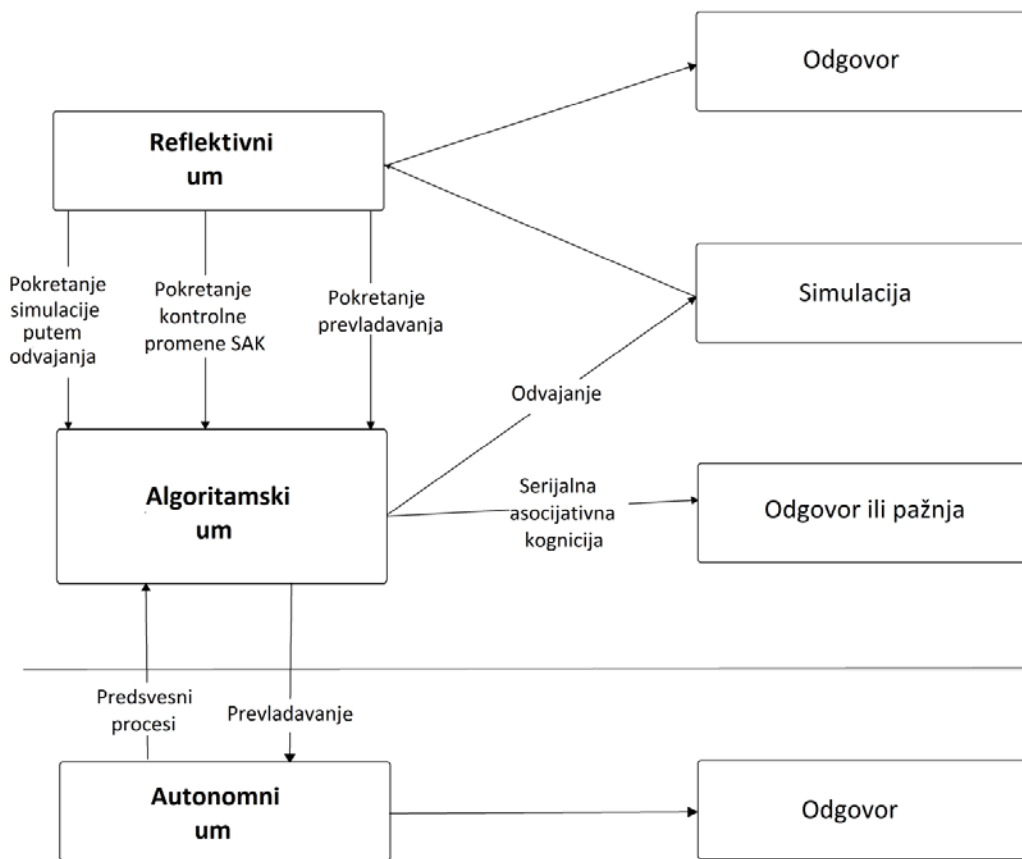 Odgovor
Reflektivni
um
Pokretanje
simulacije
putem
odvajanja
Pokretanje
kontrolne
promene SAK
Pokretanje
prevladavanja
Simulacija
Odvajanje
Algoritamski
um
Serijalna
asocijativna
kognicija
Odgovor ili pažnja
Predsvesni
procesi
Prevladavanje
Autonomni
um
Odgovor